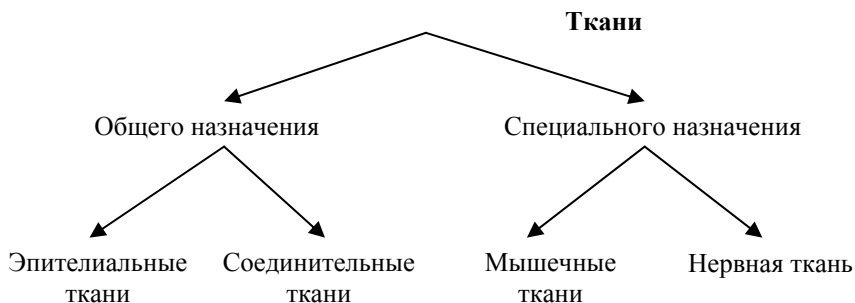 Ткани
Общего назначения
Специального назначения
Эпителиальные
ткани
Соединительные
ткани
Мышечные
ткани
Нервная ткань